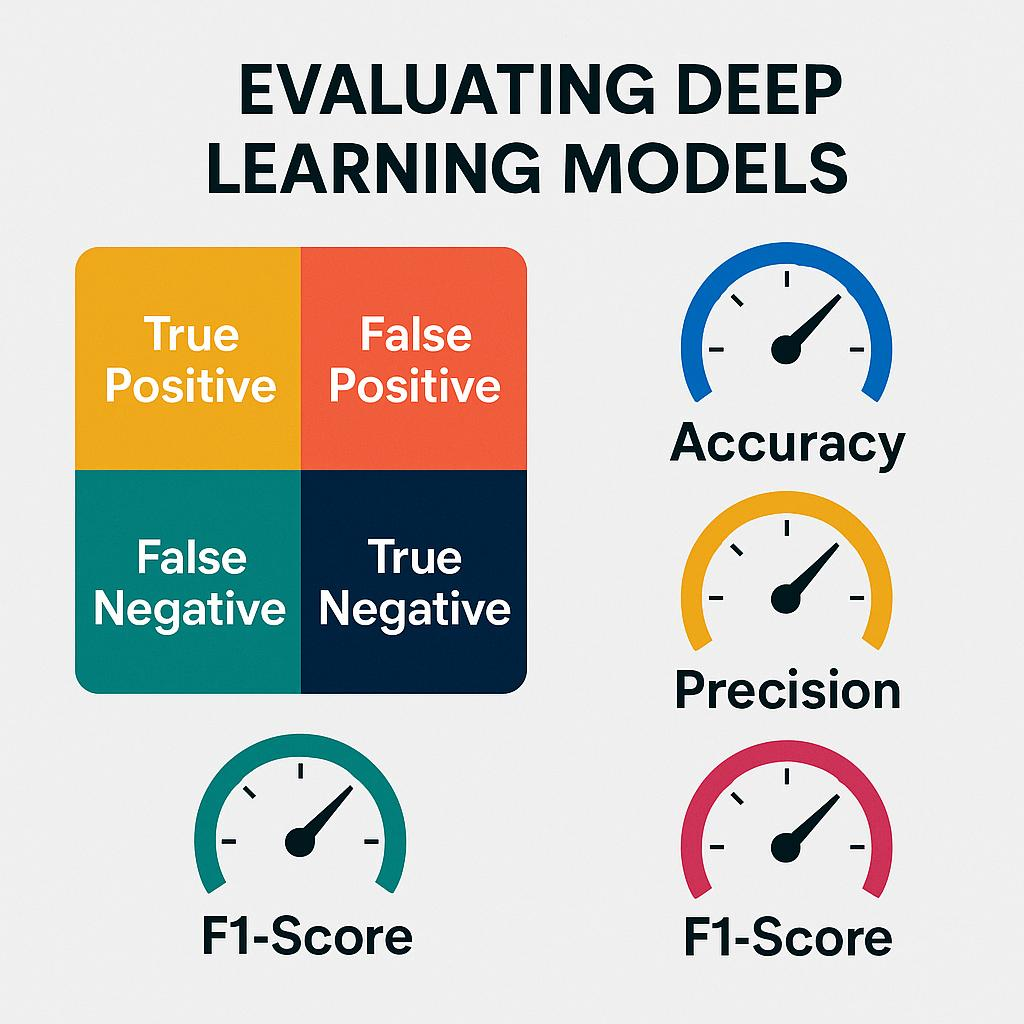 EVALUATING DEEP
LEARNING MODELS
True
Positive
False
Positive
False
Negative
True
Negative
Accuracy
Precision
F1-Score
F1-Score